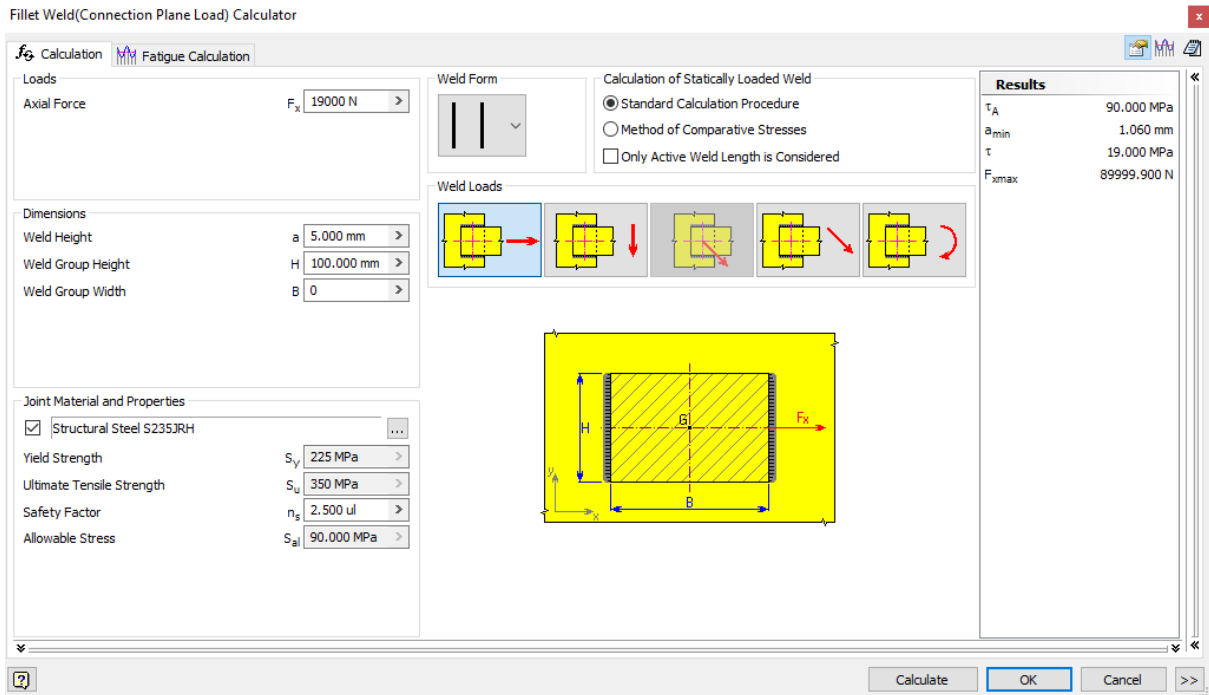 Fillet Weld(Connection Plane Load) Calculator
x
fG Calculation
Fatigue Calculation
Loads
Axial Force Fx 19000 N >
Dimensions
Weld Height a 5.000 mm >
Weld Group Height H 100.000 mm >
Weld Group Width B 0 >
Joint Material and Properties
Structural Steel S235JRH ...
Yield Strength Sy 225 MPa >
Ultimate Tensile Strength Su 350 MPa >
Safety Factor ns 2.500 ul >
Allowable Stress Sal 90.000 MPa >
Weld Form
Calculation of Statically Loaded Weld
Standard Calculation Procedure
Method of Comparative Stresses
Only Active Weld Length is Considered
Weld Loads
H
G
Fx
B
y
x
Results
τA 90.000 MPa
amin 1.060 mm
τ 19.000 MPa
Fxmax 89999.900 N
?
Calculate
OK
Cancel
>>